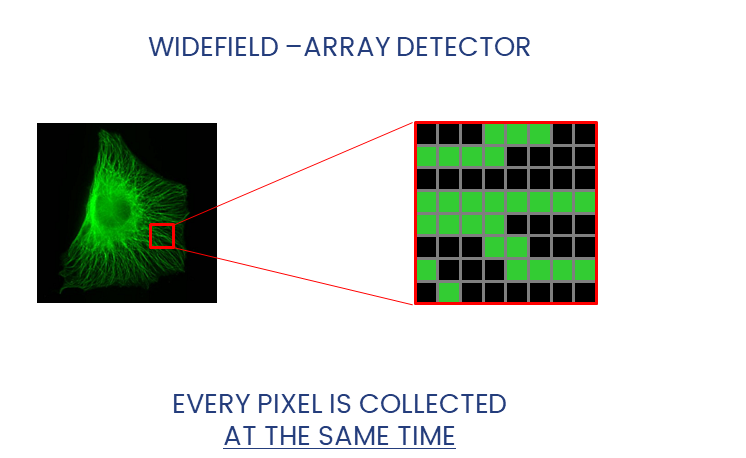 WIDEFIELD –ARRAY DETECTOR
EVERY PIXEL IS COLLECTED
AT THE SAME TIME